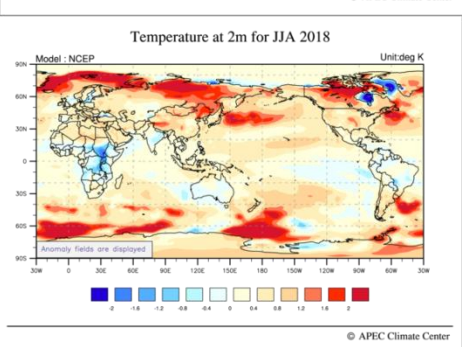 Temperature at 2m for JJA 2018
Model : NCEP
Unit:deg K
90N
60N
30N
0
30S
60S
90S
Anomaly fields are displayed
30W 0 30E 60E 90E 120E 150E 180 150W 120W 90W 60W 30W
-2 -1.6 -1.2 -0.8 -0.4 0 0.4 0.8 1.2 1.6 2
© APEC Climate Center